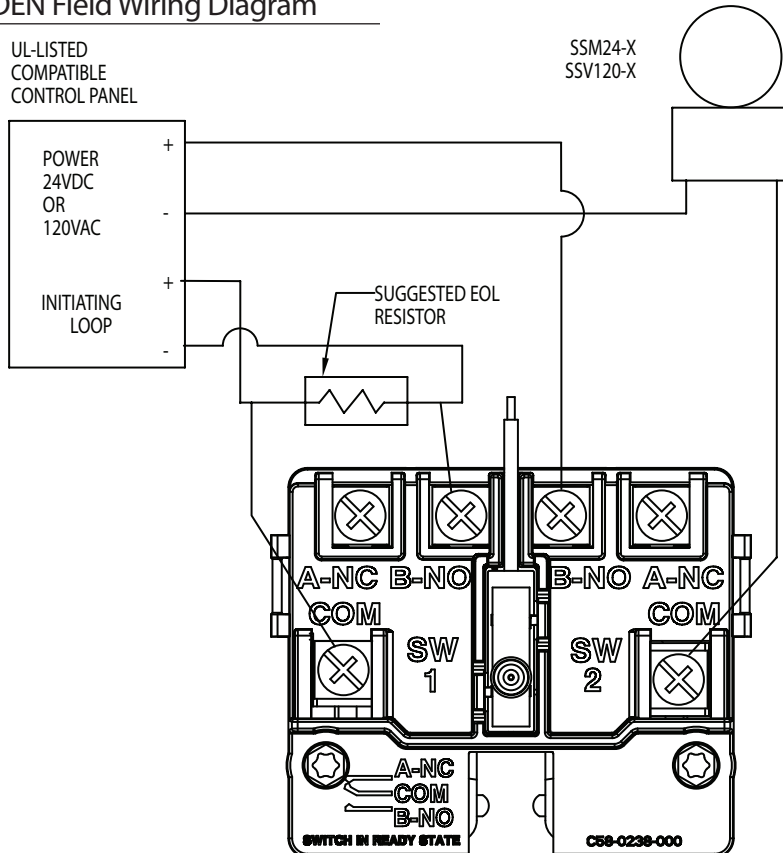 DEN Field Wiring Diagram
UL-LISTED
COMPATIBLE
CONTROL PANEL
SSM24-X
SSV120-X
POWER
24VDC
OR
120VAC
+
-
INITIATING
LOOP
+
-
SUGGESTED EOL
RESISTOR
A-NC B-NO B-NO A-NC
COM COM
SW
1
SW
2
A-NC
COM
B-NO
SWITCH IN READY STATE
C58-0238-000